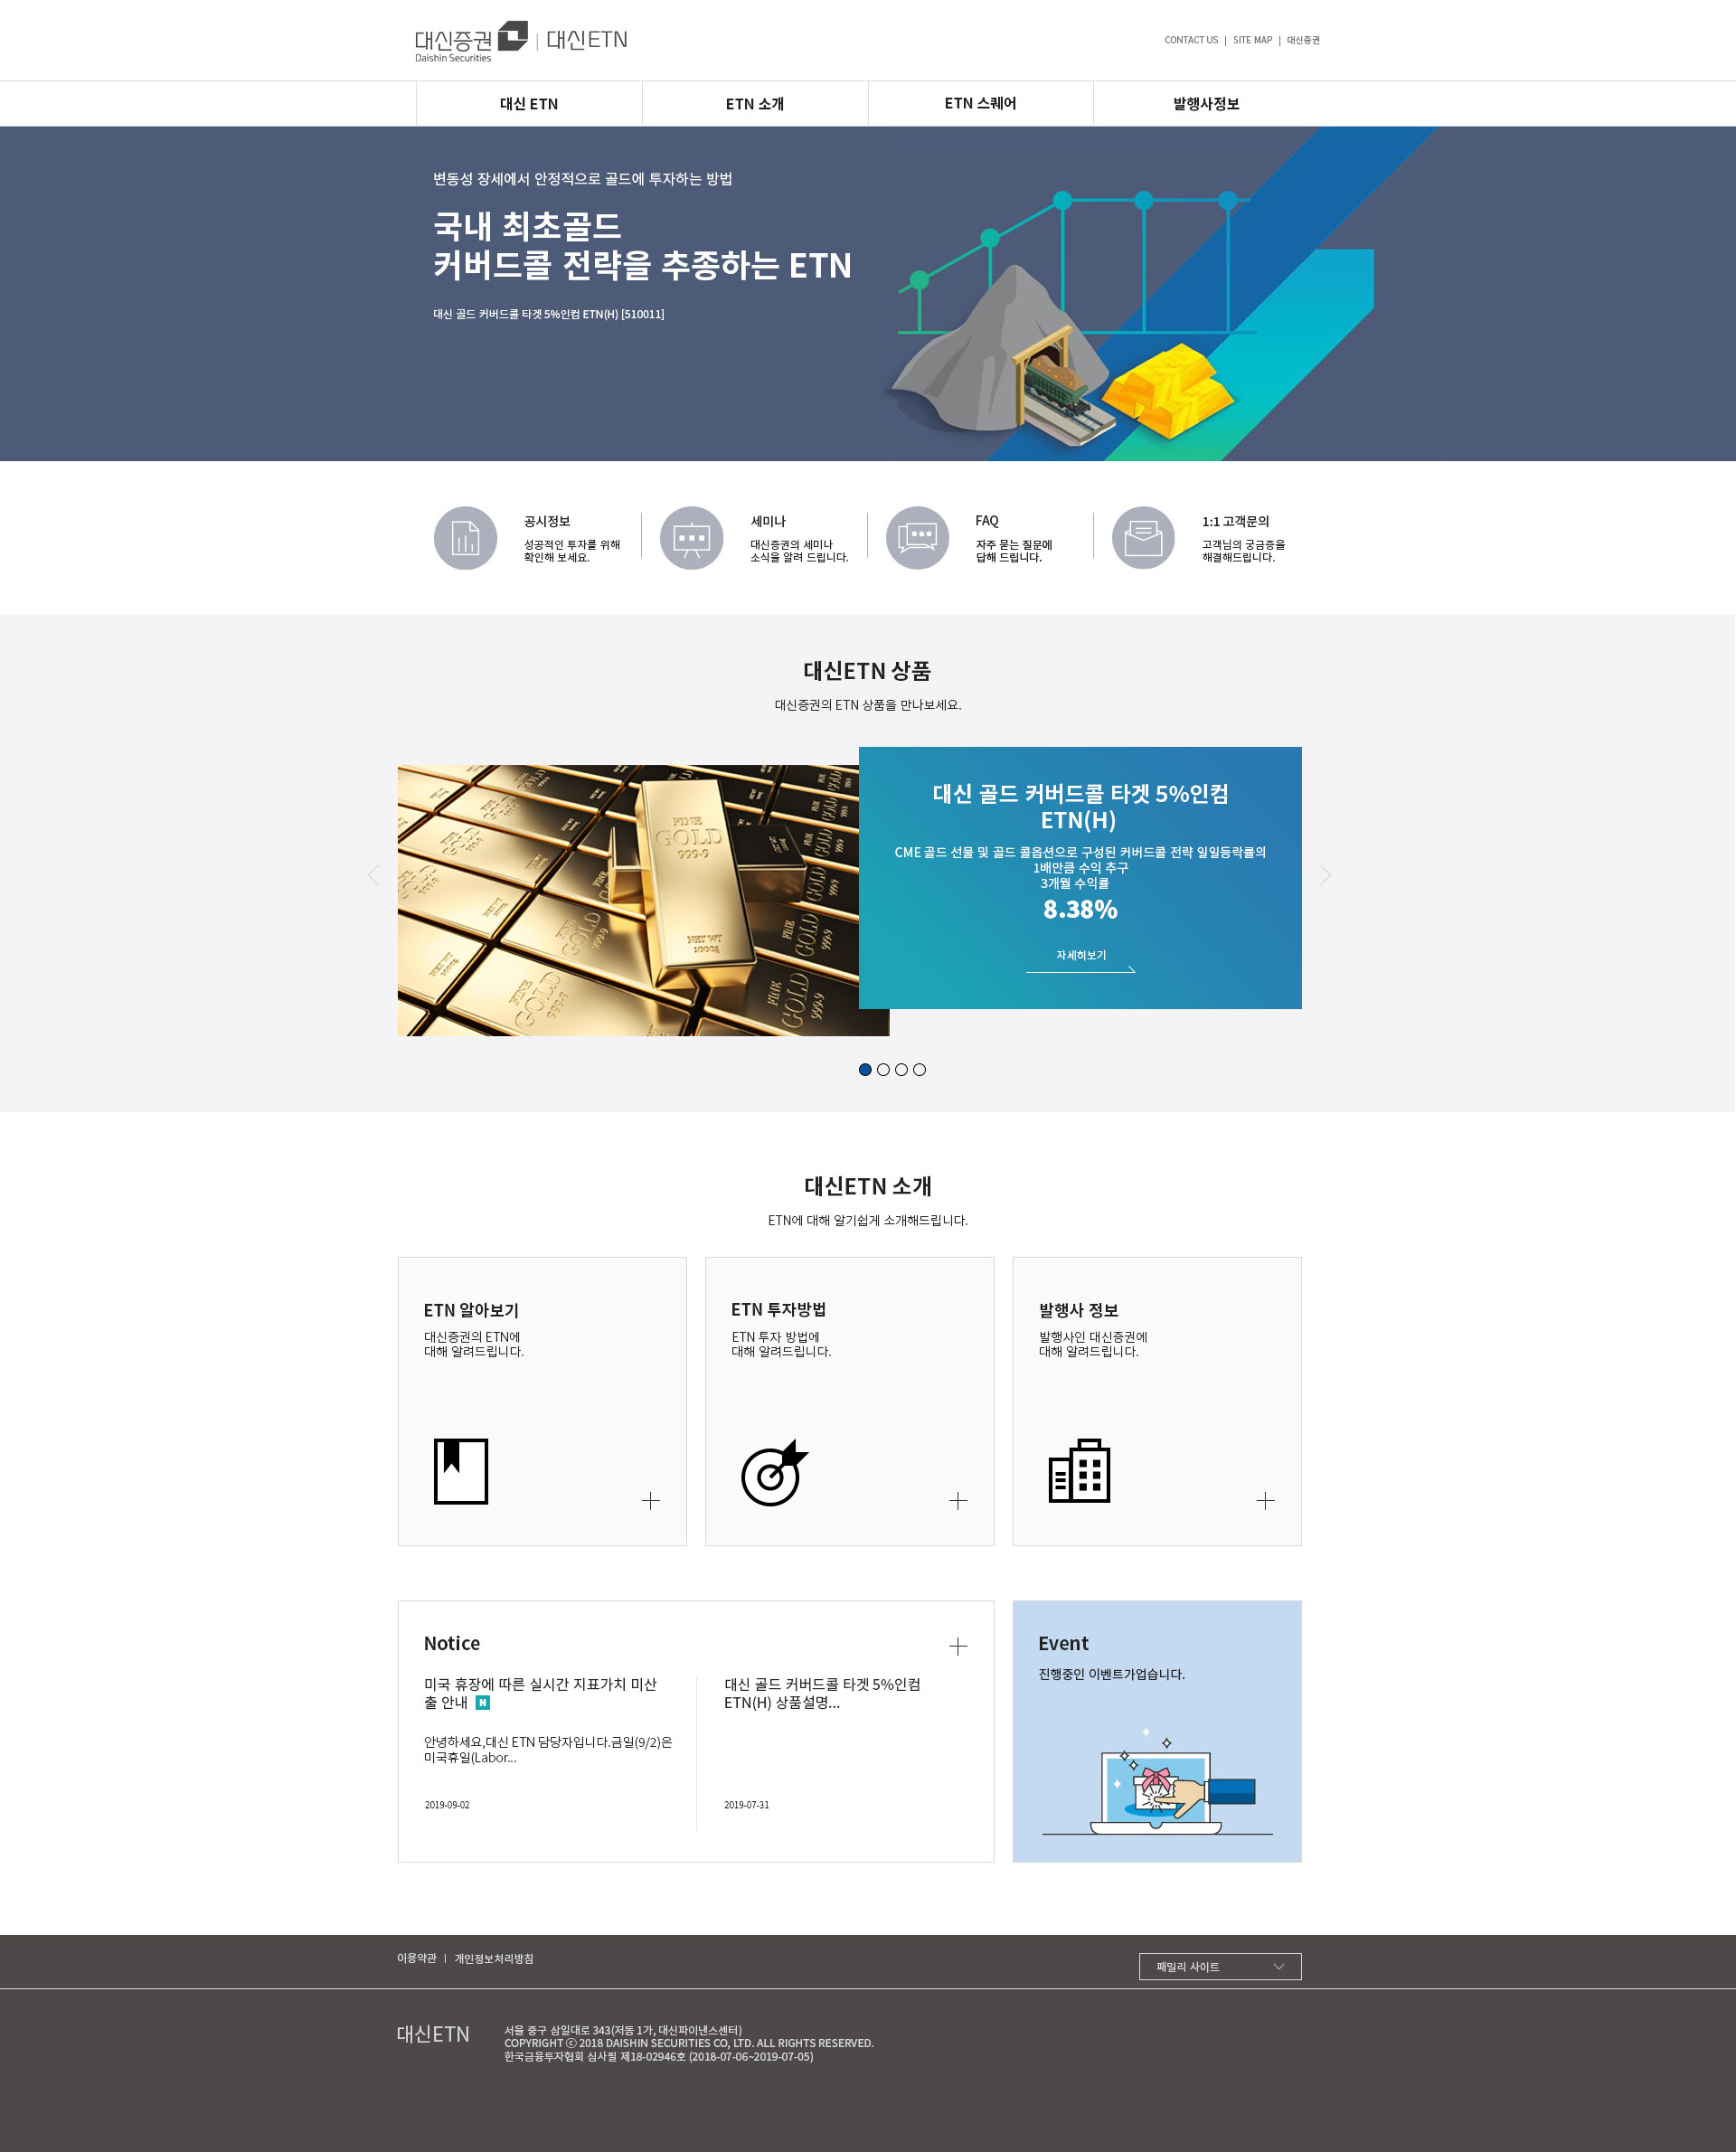 대신증권
Daishin Securities
대신ETN
CONTACT US | SITE MAP | 대신증권
대신 ETN
ETN 소개
ETN 스퀘어
발행사정보
변동성 장세에서 안정적으로 골드에 투자하는 방법
국내 최초골드
커버드콜 전략을 추종하는 ETN
대신 골드 커버드콜 타겟 5%인컴 ETN(H) [510011]
공시정보
성공적인 투자를 위해
확인해 보세요.
세미나
대신증권의 세미나
소식을 알려 드립니다.
FAQ
자주 묻는 질문에
답해 드립니다.
1:1 고객문의
고객님의 궁금증을
해결해드립니다.
대신ETN 상품
대신증권의 ETN 상품을 만나보세요.
FINE
GOLD
999-9
NET WT
1000g
FINE
GOLD
999-9
대신 골드 커버드콜 타겟 5%인컴
ETN(H)
CME 골드 선물 및 골드 콜옵션으로 구성된 커버드콜 전략 일일등락률의
1배만큼 수익 추구
3개월 수익률
8.38%
자세히보기
대신ETN 소개
ETN에 대해 알기쉽게 소개해드립니다.
ETN 알아보기
대신증권의 ETN에
대해 알려드립니다.
ETN 투자방법
ETN 투자 방법에
대해 알려드립니다.
발행사 정보
발행사인 대신증권에
대해 알려드립니다.
Notice
미국 휴장에 따른 실시간 지표가치 미산
출 안내 N
안녕하세요,대신 ETN 담당자입니다.금일(9/2)은
미국휴일(Labor...
2019-09-02
대신 골드 커버드콜 타겟 5%인컴
ETN(H) 상품설명...
2019-07-31
Event
진행중인 이벤트가없습니다.
이용약관 | 개인정보처리방침
패밀리 사이트
대신ETN
서울 중구 삼일대로 343(저동 1가, 대신파이낸스센터)
COPYRIGHT ⓒ 2018 DAISHIN SECURITIES CO, LTD. ALL RIGHTS RESERVED.
한국금융투자협회 심사필 제18-02946호 (2018-07-06~2019-07-05)